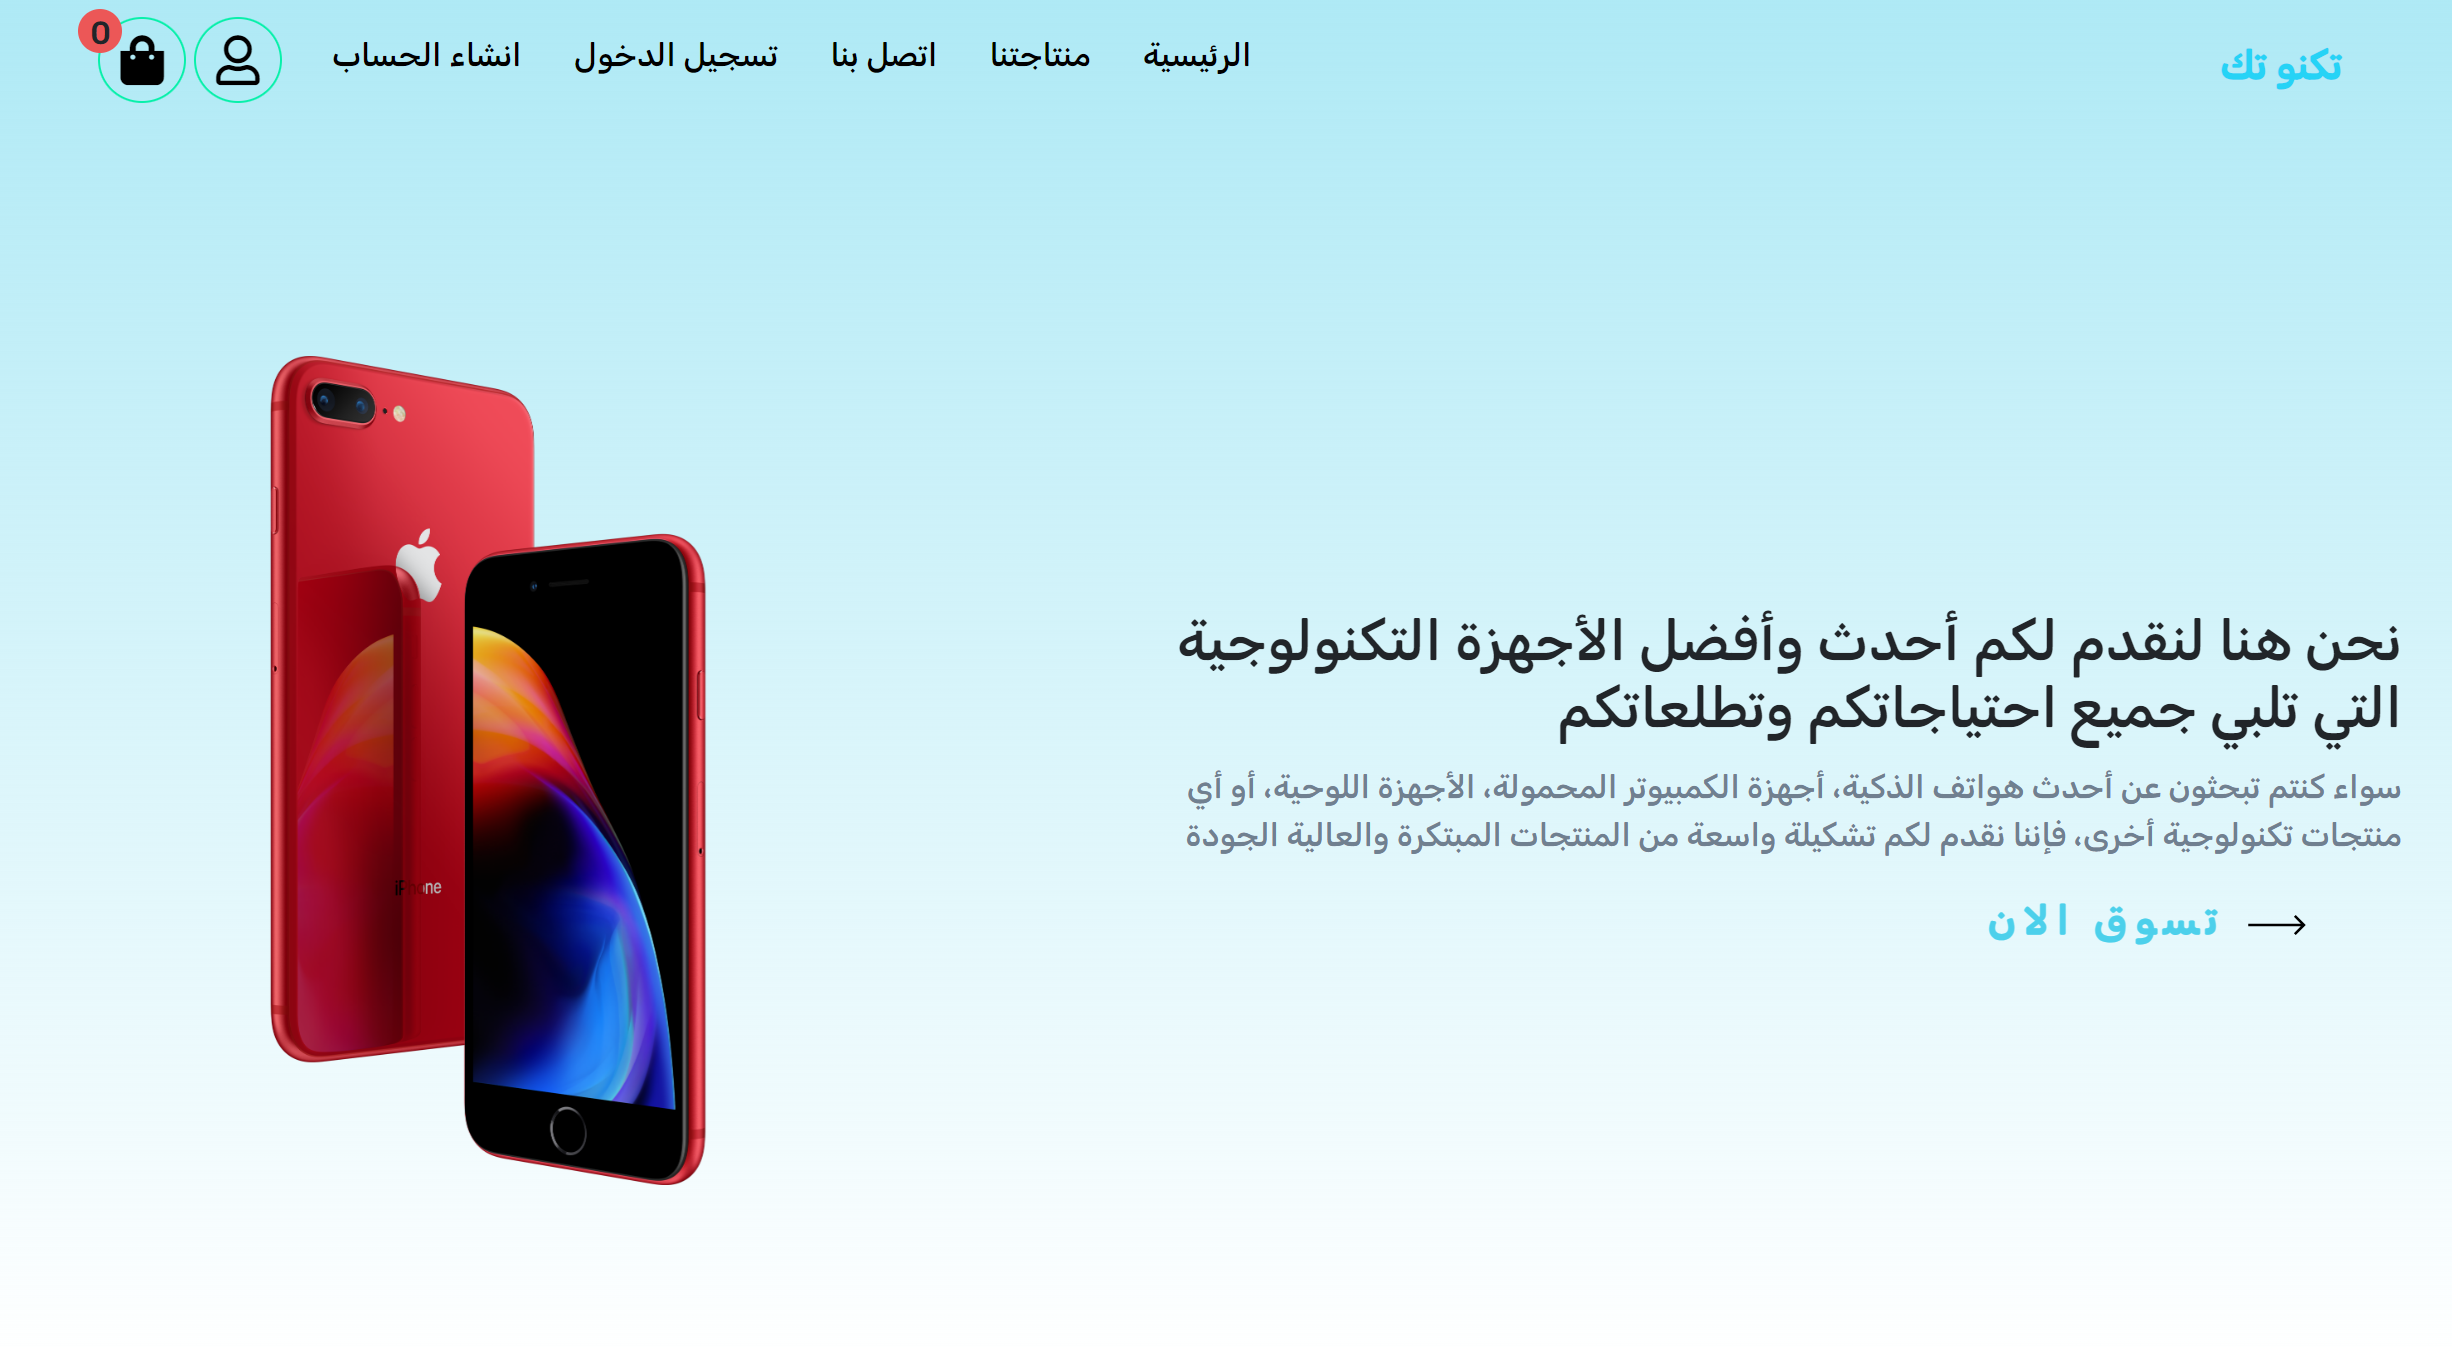 تكنو تك
الرئيسية
منتاجتنا
اتصل بنا
تسجيل الدخول
انشاء الحساب
0
نحن هنا لنقدم لكم أحدث وأفضل الأجهزة التكنولوجية
التي تلبي جميع احتياجاتكم وتطلعاتكم
سواء كنتم تبحثون عن أحدث هواتف الذكية، أجهزة الكمبيوتر المحمولة، الأجهزة اللوحية، أو أي
منتجات تكنولوجية أخرى، فإننا نقدم لكم تشكيلة واسعة من المنتجات المبتكرة والعالية الجودة
تسوق الان
iPhone